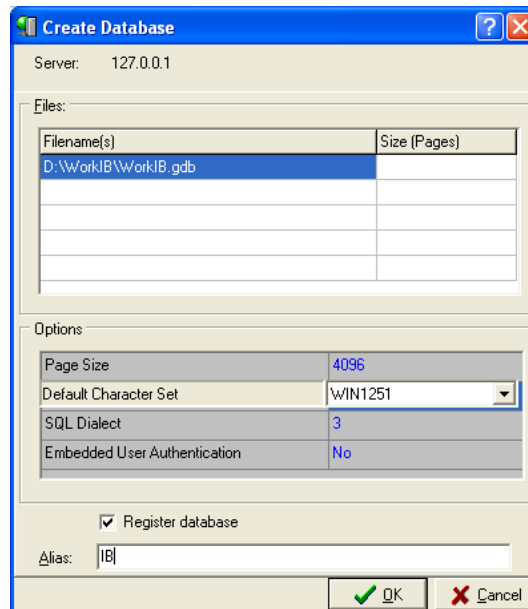 Create Database
Server: 127.0.0.1
Files:
Filename(s) Size (Pages)
D:\WorkIB\WorkIB.gdb
Options
Page Size 4096
Default Character Set WIN1251
SQL Dialect 3
Embedded User Authentication No
Register database
Alias: IB
OK Cancel